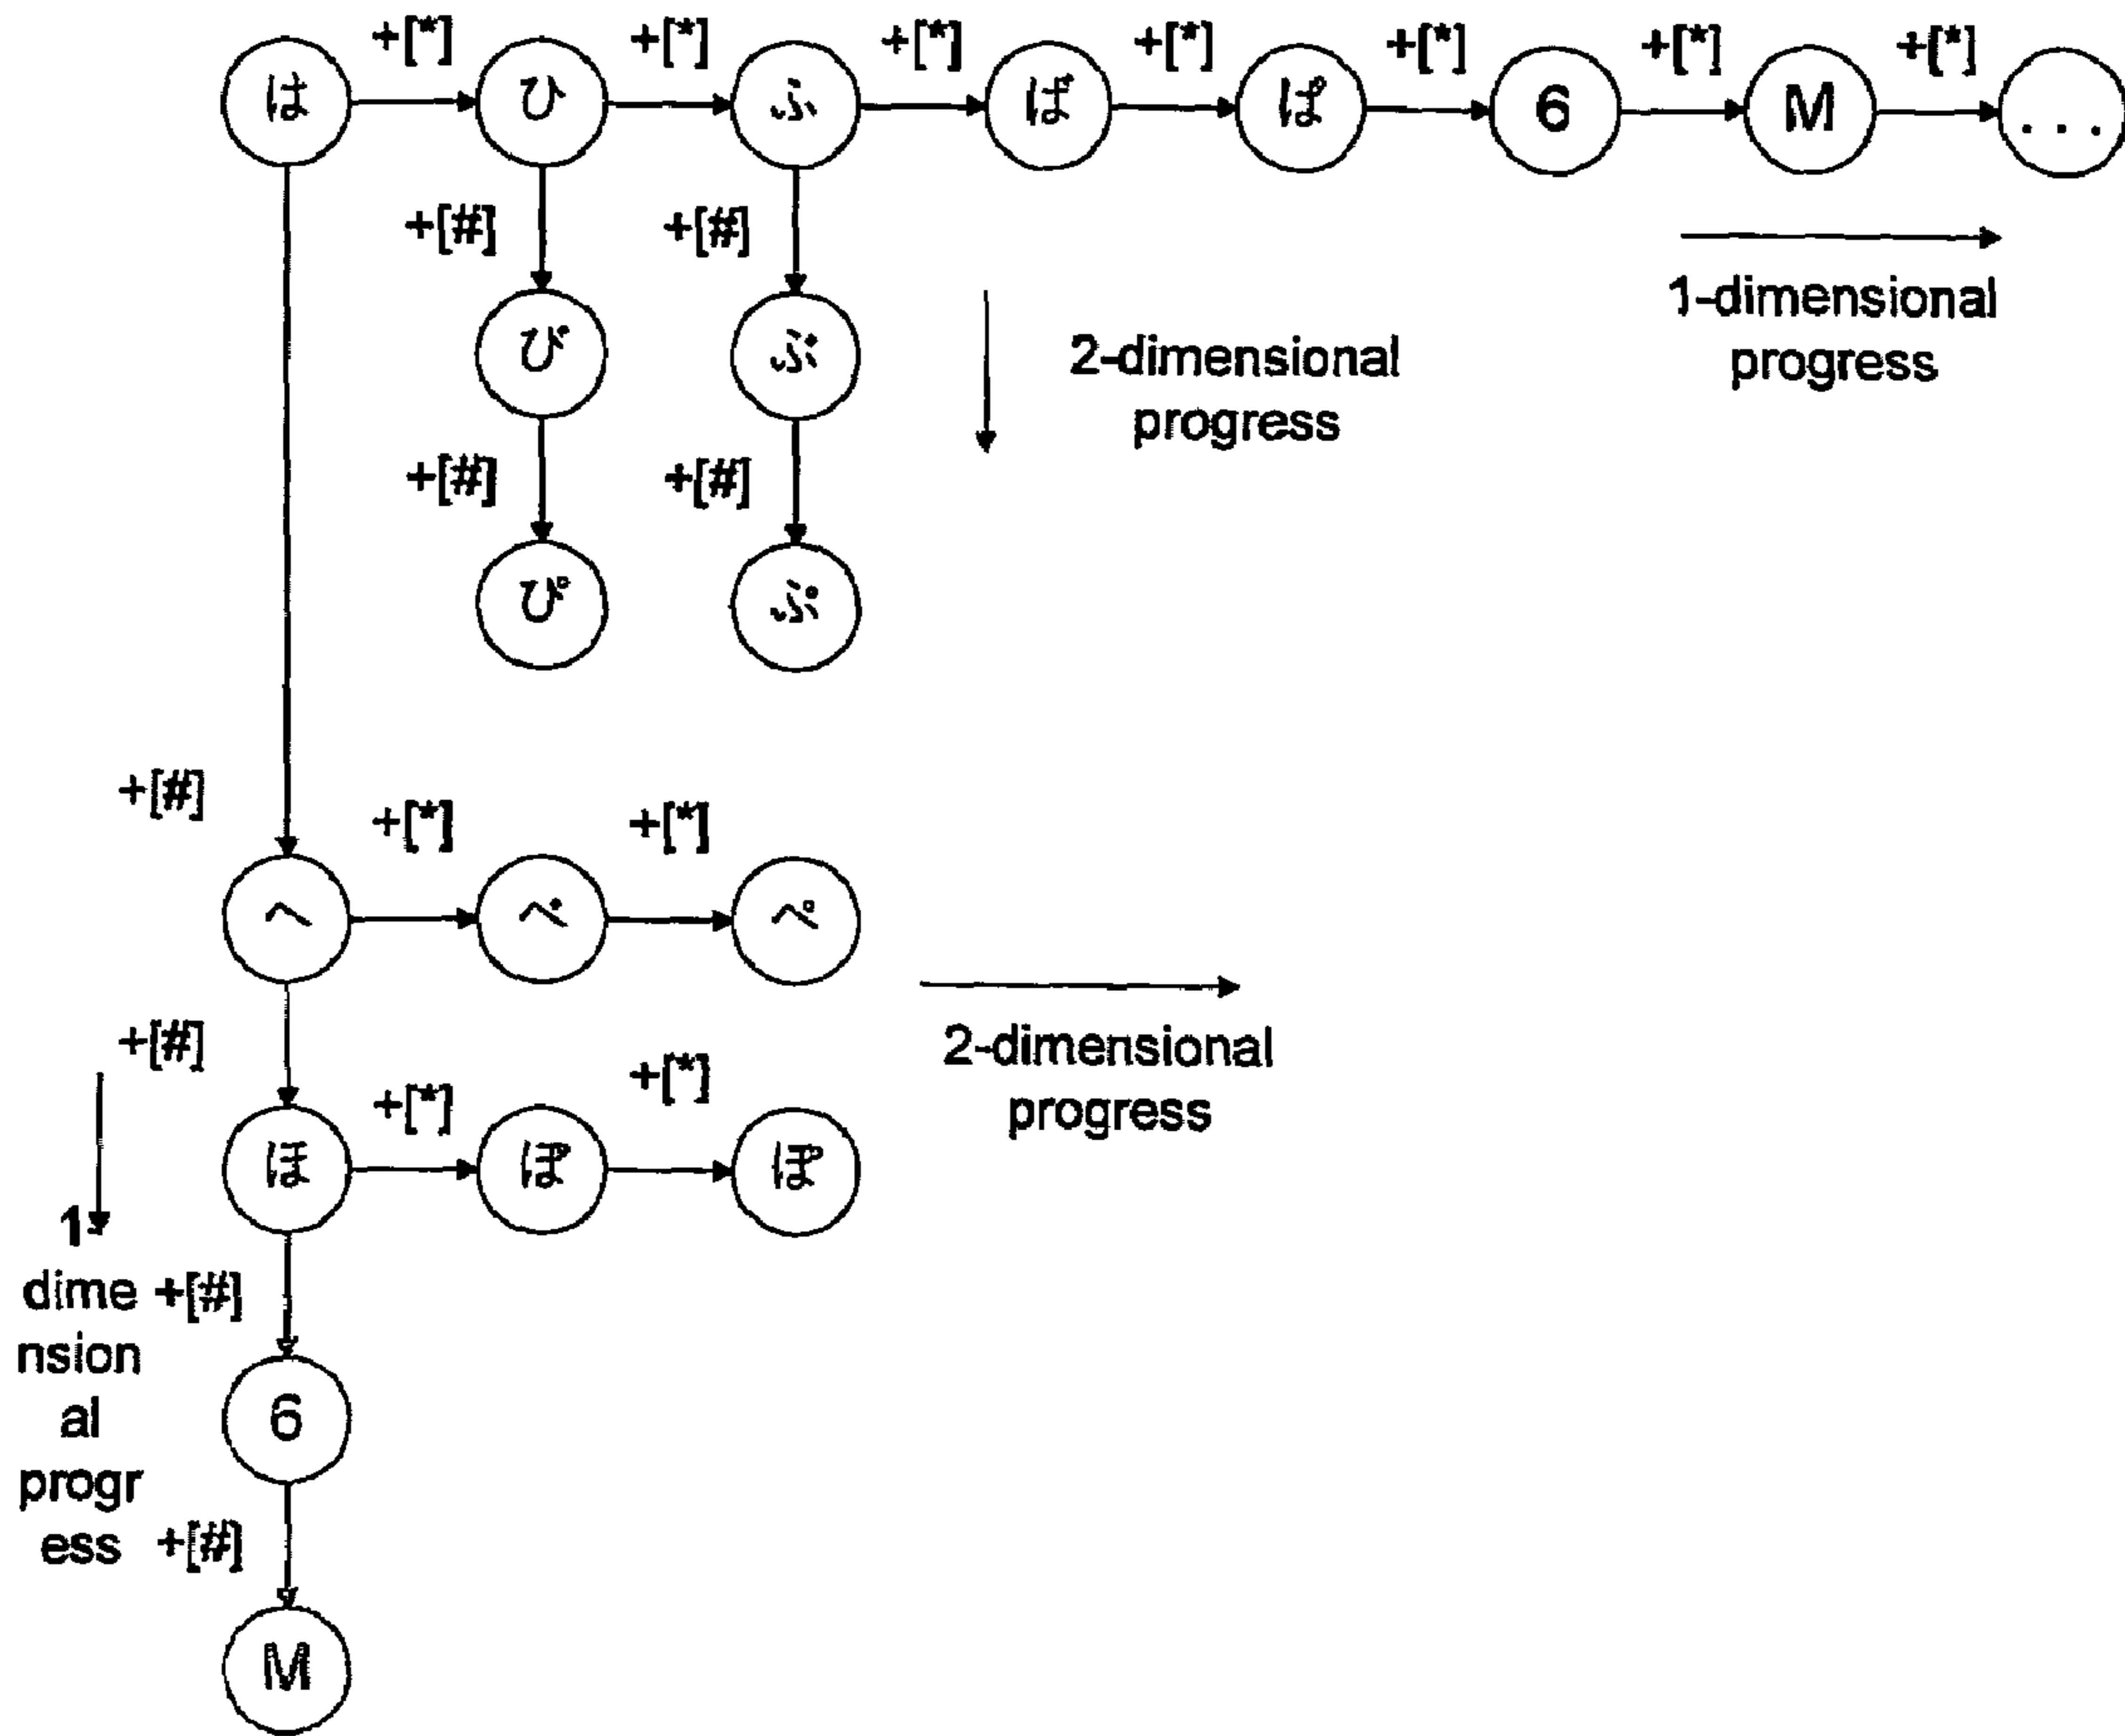 +[*] +[*] +[*] +[*] +[*] +[*] +[*]
は ひ ふ ば ぱ 6 M ...
+[#] +[#]
1-dimensional
progress
び ぶ
2-dimensional
progress
+[#] +[#]
ぴ ぷ
+[#] +[*] +[*]
へ べ ぺ
+[#]
2-dimensional
progress
+[*] +[*]
ほ ぼ ぽ
1-
dime
nsion
al
progr
ess
+[#]
6
+[#]
M